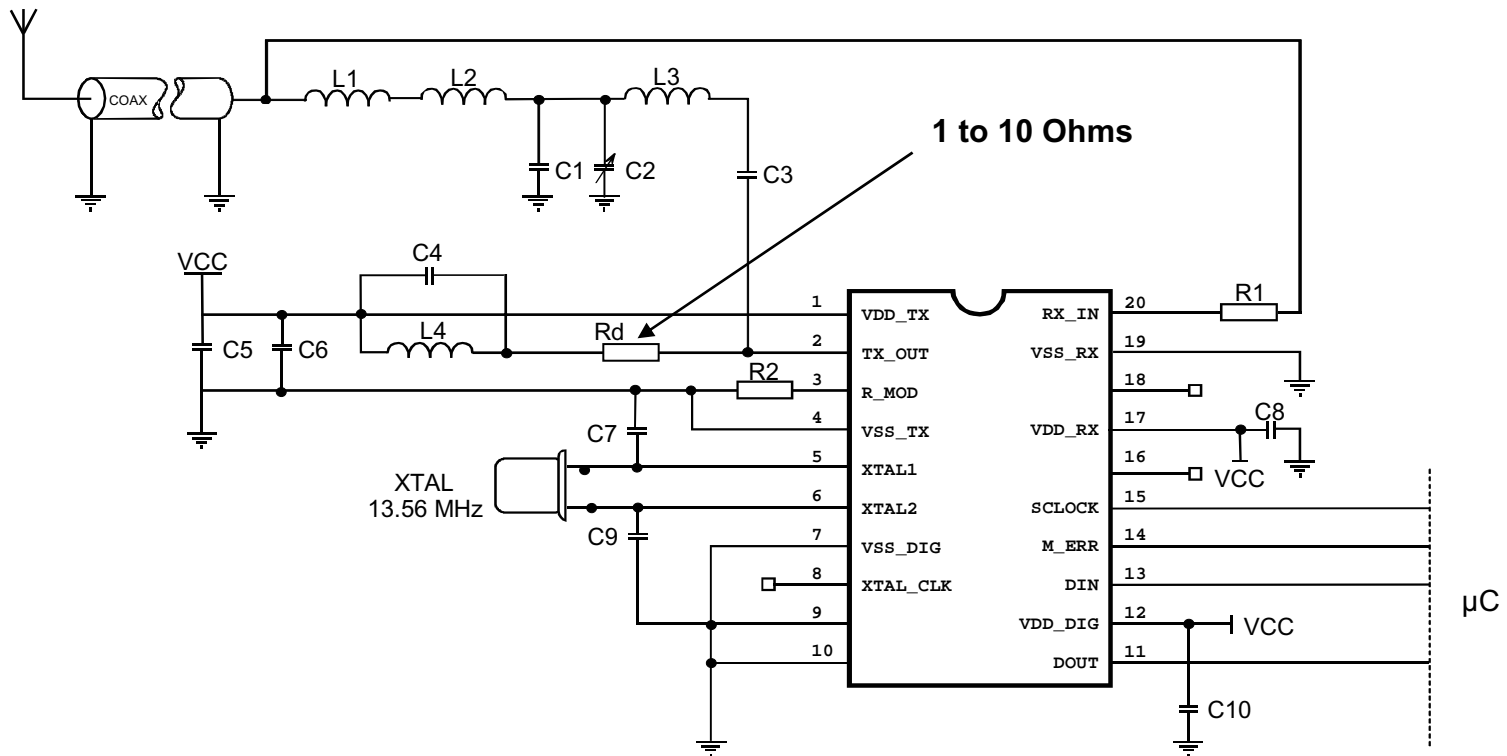 COAX
L1
L2
L3
C1
C2
C3
1 to 10 Ohms
VCC
C4
L4
C5
C6
Rd
R2
C7
XTAL
13.56 MHz
C9
1 VDD_TX
2 TX_OUT
3 R_MOD
4 VSS_TX
5 XTAL1
6 XTAL2
7 VSS_DIG
8 XTAL_CLK
9
10
RX_IN 20
VSS_RX 19
18
VDD_RX 17
16
SCLOCK 15
M_ERR 14
DIN 13
VDD_DIG 12
DOUT 11
R1
C8
VCC
VCC
C10
µC